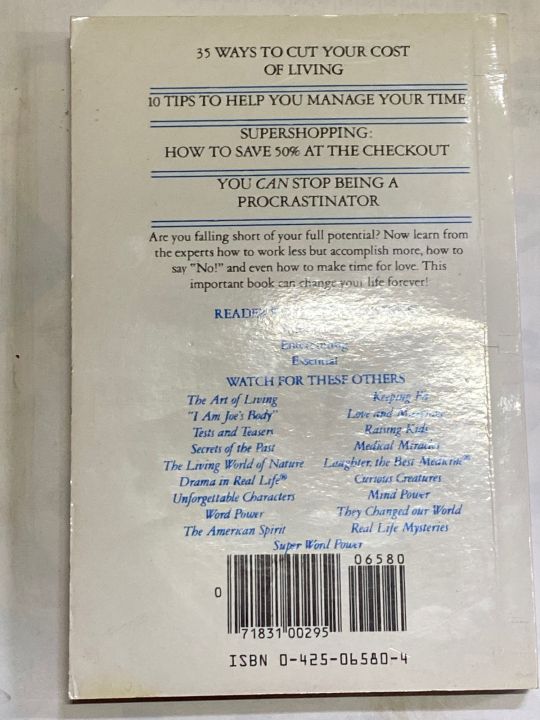 35 WAYS TO CUT YOUR COST
OF LIVING
10 TIPS TO HELP YOU MANAGE YOUR TIME
SUPERSHOPPING:
HOW TO SAVE 50% AT THE CHECKOUT
YOU CAN STOP BEING A
PROCRASTINATOR
Are you falling short of your full potential? Now learn from
the experts how to work less but accomplish more, how to
say "No!" and even how to make time for love. This
important book can change your life forever!
Entertaining
Essential
WATCH FOR THESE OTHERS
The Art of Living
"I Am Joe's Body"
Tests and Teasers
Secrets of the Past
The Living World of Nature
Drama in Real Life®
Unforgettable Characters
Word Power
The American Spirit
Keeping Fit
Love and Marriage
Raising Kids
Medical Miracles
Laughter, the Best Medicine®
Curious Creatures
Mind Power
They Changed our World
Real Life Mysteries
Super Word Power
0
71831 00295
06580
ISBN 0-425-06580-4